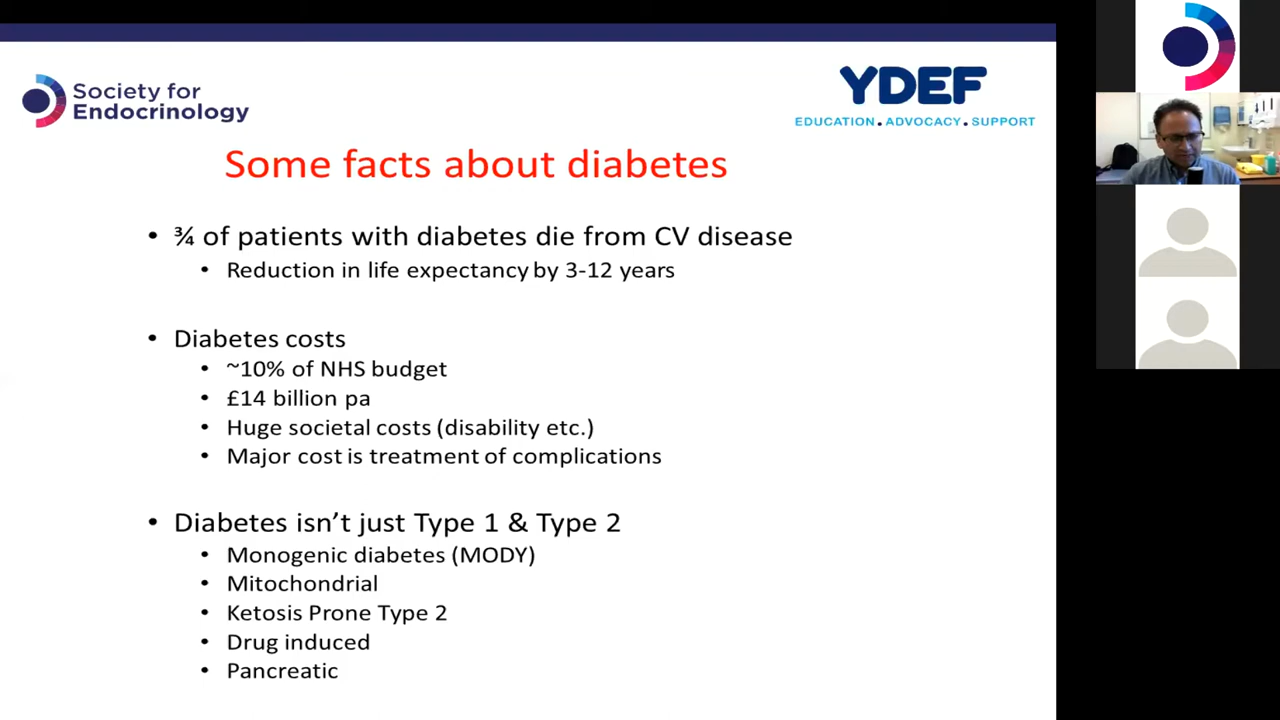 Society for
Endocrinology
YDEF
EDUCATION.ADVOCACY.SUPPORT
Some facts about diabetes
• ¾ of patients with diabetes die from CV disease
• Reduction in life expectancy by 3-12 years
• Diabetes costs
• ~10% of NHS budget
• £14 billion pa
• Huge societal costs (disability etc.)
• Major cost is treatment of complications
• Diabetes isn't just Type 1 & Type 2
• Monogenic diabetes (MODY)
• Mitochondrial
• Ketosis Prone Type 2
• Drug induced
• Pancreatic